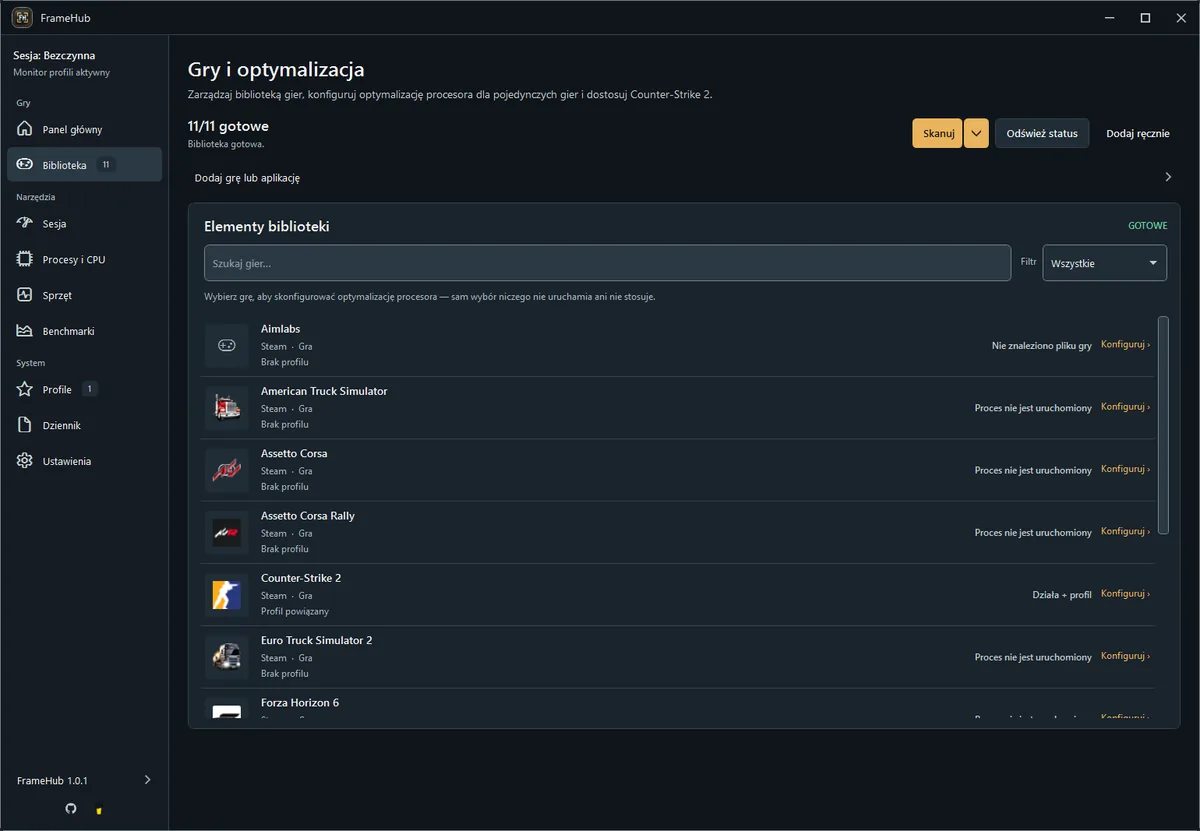 FrameHub
Sesja: Bezczynna
Monitor profili aktywny
Gry
Panel główny
Biblioteka 11
Narzędzia
Sesja
Procesy i CPU
Sprzęt
Benchmarki
System
Profile 1
Dziennik
Ustawienia
FrameHub 1.0.1
Gry i optymalizacja
Zarządzaj biblioteką gier, konfiguruj optymalizację procesora dla pojedynczych gier i dostosuj Counter-Strike 2.
11/11 gotowe
Biblioteka gotowa.
Skanuj
Odśwież status
Dodaj ręcznie
Dodaj grę lub aplikację
Elementy biblioteki
GOTOWE
Szukaj gier...
Filtr
Wszystkie
Wybierz grę, aby skonfigurować optymalizację procesora — sam wybór niczego nie uruchamia ani nie stosuje.
Aimlabs
Steam · Gra
Brak profilu
Nie znaleziono pliku gry Konfiguruj ›
American Truck Simulator
Steam · Gra
Brak profilu
Proces nie jest uruchomiony Konfiguruj ›
Assetto Corsa
Steam · Gra
Brak profilu
Proces nie jest uruchomiony Konfiguruj ›
Assetto Corsa Rally
Steam · Gra
Brak profilu
Proces nie jest uruchomiony Konfiguruj ›
Counter-Strike 2
Steam · Gra
Profil powiązany
Działa + profil Konfiguruj ›
Euro Truck Simulator 2
Steam · Gra
Brak profilu
Proces nie jest uruchomiony Konfiguruj ›
Forza Horizon 6